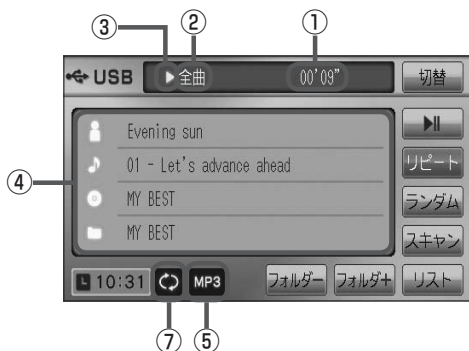 ③ ② ①
USB ▶全曲 00'09" 切替
Evening sun
01 - Let's advance ahead
リピート
④
MY BEST
ランダム
MY BEST
スキャン
L 10:31 MP3 フォルダー フォルダ+ リスト
⑦ ⑤